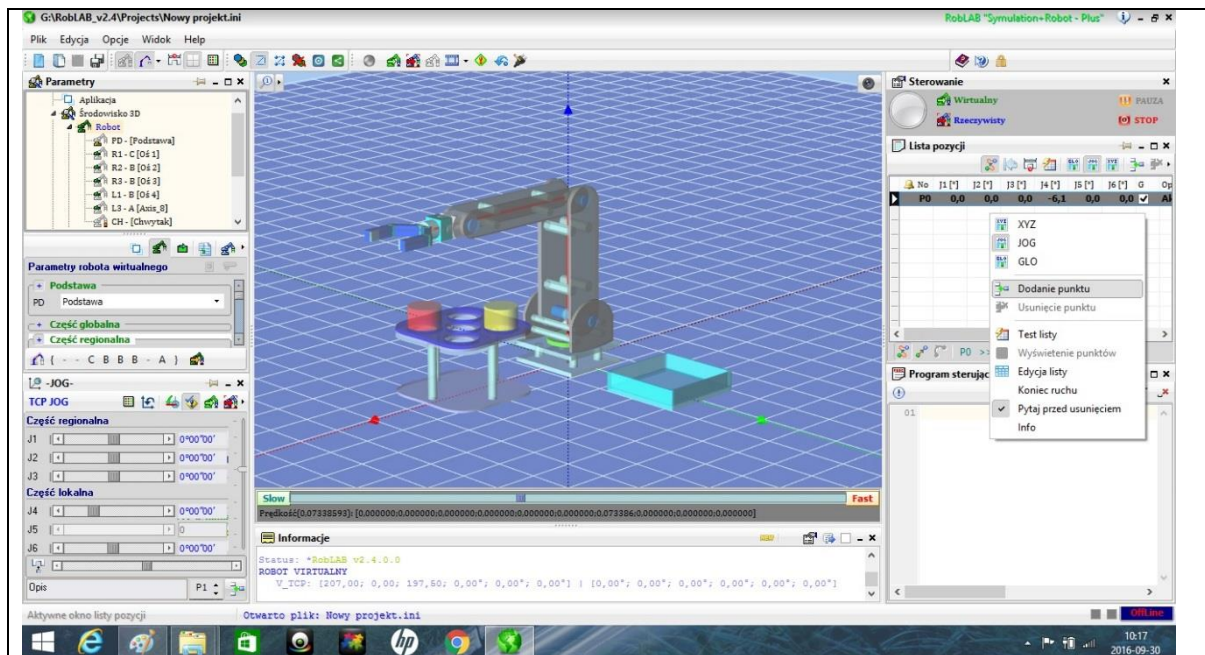 G:\RobLAB_v2.4\Projects\Nowy projekt.ini
RobLAB "Symulation+Robot - Plus"
Plik Edycja Opcje Widok Help
Parametry
Aplikacja
Środowisko 3D
Robot
PD - [Podstawa]
R1 - C [Oś 1]
R2 - B [Oś 2]
R3 - B [Oś 3]
L1 - B [Oś 4]
L3 - A [Axis_8]
CH - [Chwytak]
Parametry robota wirtualnego
Podstawa
PD Podstawa
Część globalna
Część regionalna
( - - C B B B - A )
-JOG-
TCP JOG
Część regionalna
J1 0°00'00'
J2 0°00'00'
J3 0°00'00'
Część lokalna
J4 0°00'00'
J5 0
J6 0°00'00'
Opis P1
Slow Fast
Prędkość[0,07338593]: [0,000000;0,000000;0,000000;0,000000;0,000000;0,000000;0,073386;0,000000;0,000000;0,000000]
Informacje
Status: *RobLAB v2.4.0.0
ROBOT VIRTUALNY
V_TCP: [207,00; 0,00; 197,50; 0,00°; 0,00°; 0,00°] | [0,00°; 0,00°; 0,00°; 0,00°; 0,00°; 0,00°]
Sterowanie
Wirtualny PAUZA
Rzeczywisty STOP
Lista pozycji
No J1 [°] J2 [°] J3 [°] J4 [°] J5 [°] J6 [°] G Op
P0 0,0 0,0 0,0 -6,1 0,0 0,0
XYZ
JOG
GLO
Dodanie punktu
Usunięcie punktu
Test listy
Wyświetenie punktów
Edycja listy
Koniec ruchu
Pytaj przed usunięciem
Info
P0 >>
Program sterując
01
Aktywne okno listy pozycji
Otwarto plik: Nowy projekt.ini
OffLine
10:17
2016-09-30